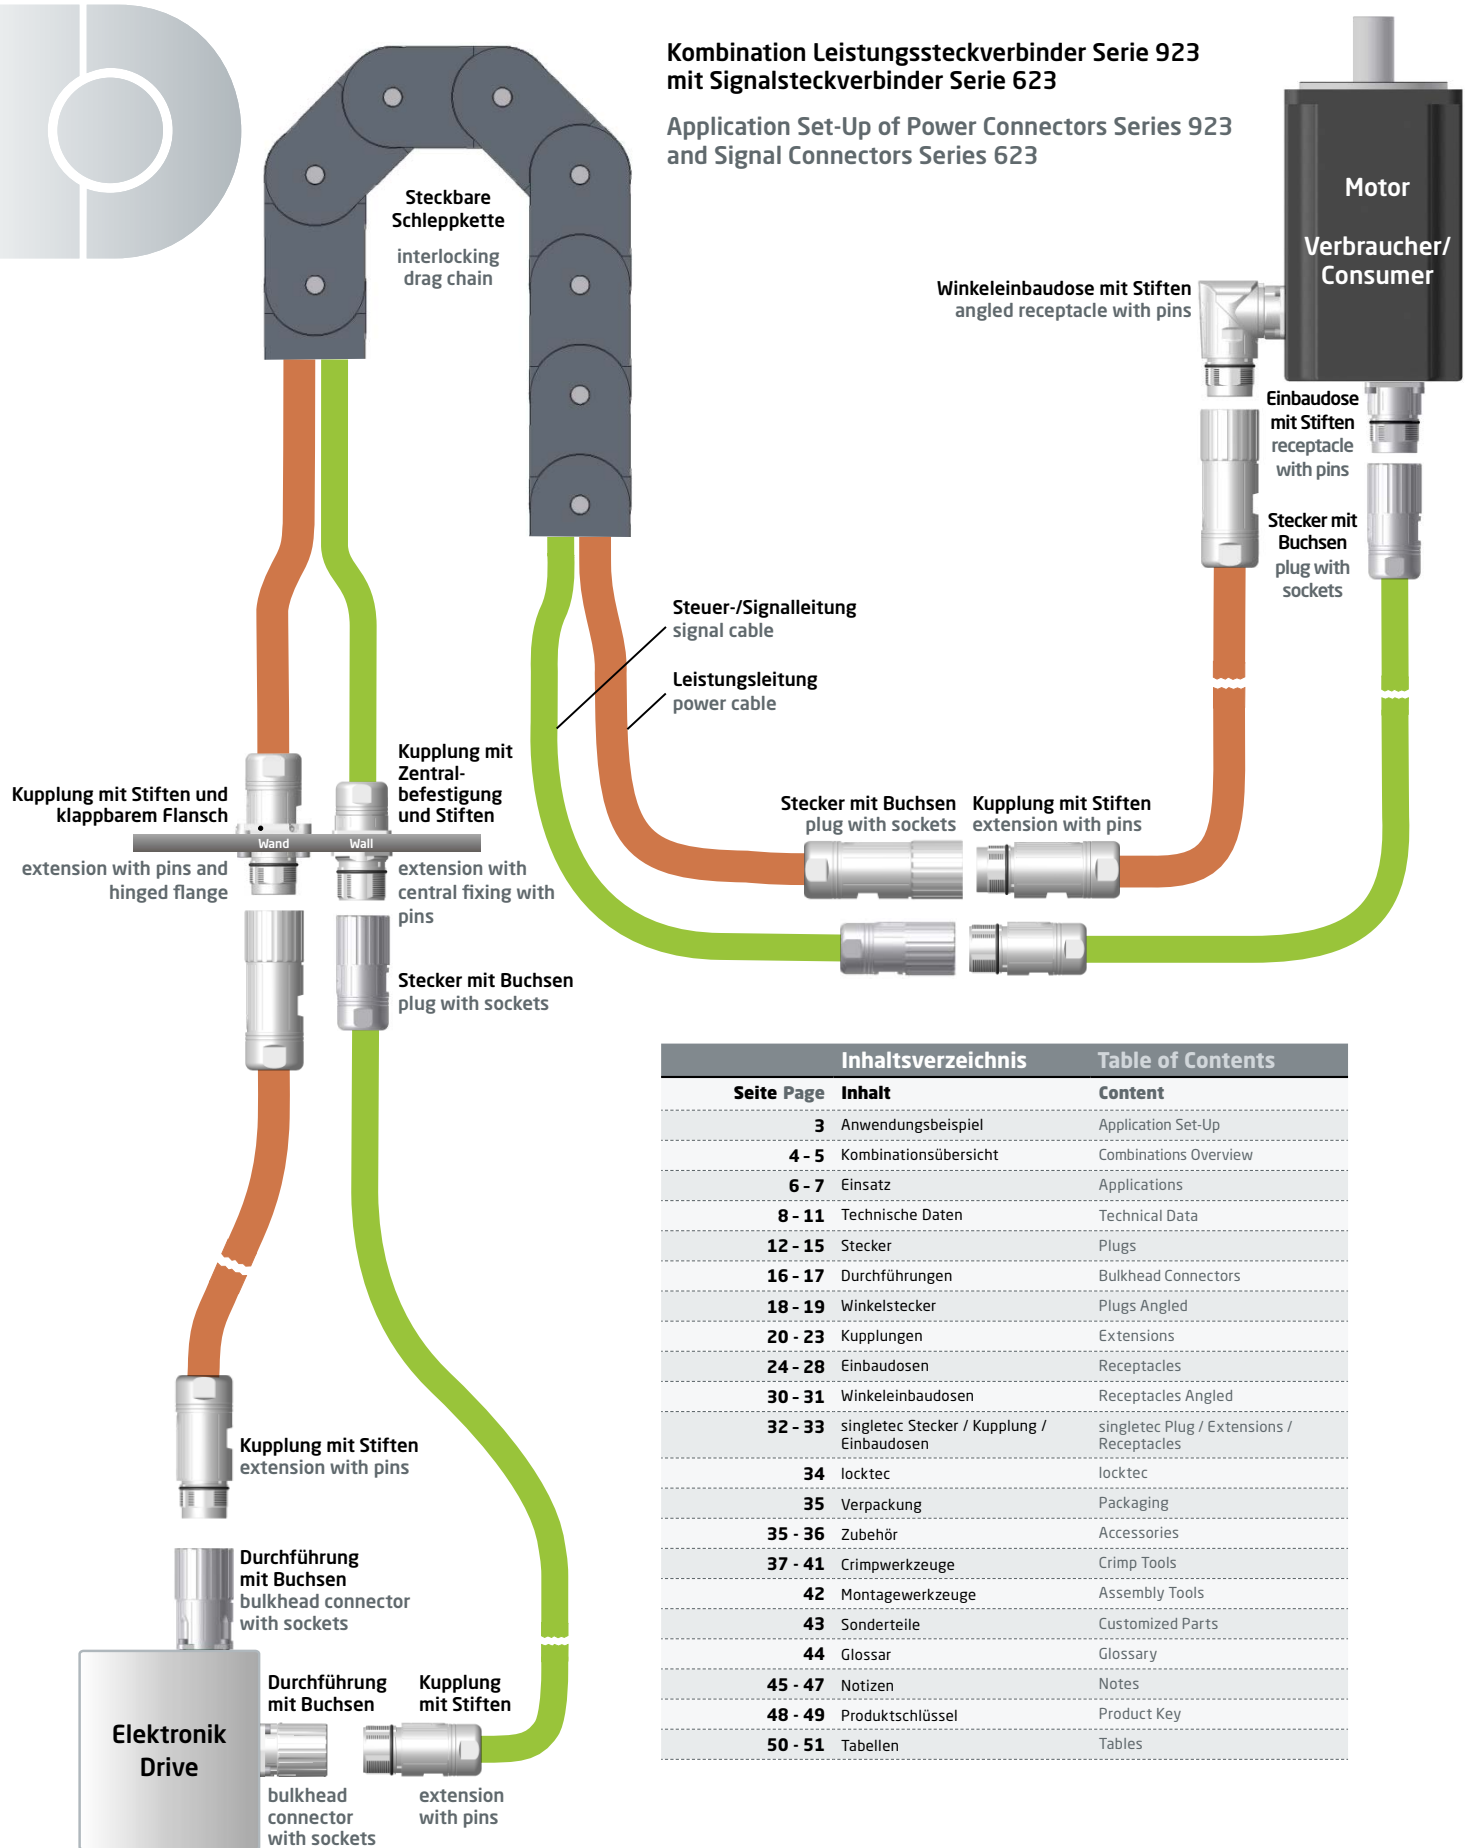 Kombination Leistungssteckverbinder Serie 923
mit Signalsteckverbinder Serie 623
Application Set-Up of Power Connectors Series 923
and Signal Connectors Series 623
Motor
Verbraucher/
Consumer
Steckbare
Schleppkette
interlocking
drag chain
Winkeleinbaudose mit Stiften
angled receptacle with pins
Einbaudose
mit Stiften
receptacle
with pins
Stecker mit
Buchsen
plug with
sockets
Steuer-/Signalleitung
signal cable
Leistungsleitung
power cable
Kupplung mit Stiften und
klappbarem Flansch
extension with pins and
hinged flange
Wand
Wall
Kupplung mit
Zentral-
befestigung
und Stiften
extension with
central fixing with
pins
Stecker mit Buchsen
plug with sockets
Kupplung mit Stiften
extension with pins
Stecker mit Buchsen
plug with sockets
Kupplung mit Stiften
extension with pins
Durchführung
mit Buchsen
bulkhead connector
with sockets
Elektronik
Drive
Durchführung
mit Buchsen
bulkhead
connector
with sockets
Kupplung
mit Stiften
extension
with pins
Inhaltsverzeichnis Table of Contents
Seite Page Inhalt Content
3 Anwendungsbeispiel Application Set-Up
4 – 5 Kombinationsübersicht Combinations Overview
6 – 7 Einsatz Applications
8 – 11 Technische Daten Technical Data
12 – 15 Stecker Plugs
16 – 17 Durchführungen Bulkhead Connectors
18 – 19 Winkelstecker Plugs Angled
20 - 23 Kupplungen Extensions
24 – 28 Einbaudosen Receptacles
30 – 31 Winkeleinbaudosen Receptacles Angled
32 – 33 singletec Stecker / Kupplung / singletec Plug / Extensions /
Einbaudosen Receptacles
34 locktec locktec
35 Verpackung Packaging
35 - 36 Zubehör Accessories
37 - 41 Crimpwerkzeuge Crimp Tools
42 Montagewerkzeuge Assembly Tools
43 Sonderteile Customized Parts
44 Glossar Glossary
45 - 47 Notizen Notes
48 - 49 Produktschlüssel Product Key
50 - 51 Tabellen Tables